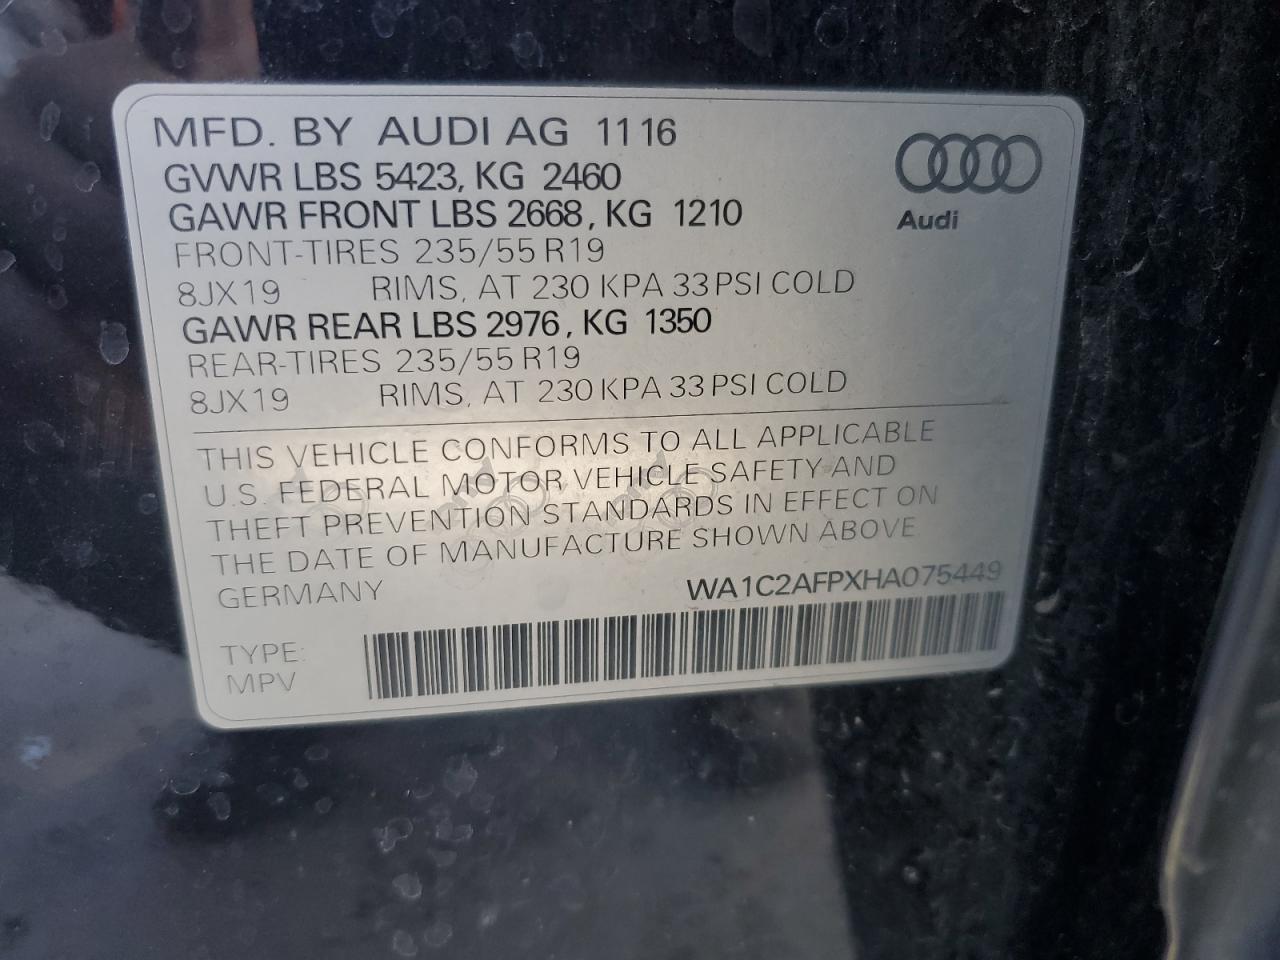 MFD. BY AUDI AG 11 16
GVWR LBS 5423, KG 2460
GAWR FRONT LBS 2668, KG 1210
FRONT-TIRES 235/55 R19
8JX19 RIMS, AT 230 KPA 33 PSI COLD
GAWR REAR LBS 2976, KG 1350
REAR-TIRES 235/55 R19
8JX19 RIMS, AT 230 KPA 33 PSI COLD
Audi
THIS VEHICLE CONFORMS TO ALL APPLICABLE
U.S. FEDERAL MOTOR VEHICLE SAFETY AND
THEFT PREVENTION STANDARDS IN EFFECT ON
THE DATE OF MANUFACTURE SHOWN ABOVE
GERMANY WA1C2AFPXHA075449
TYPE:
MPV